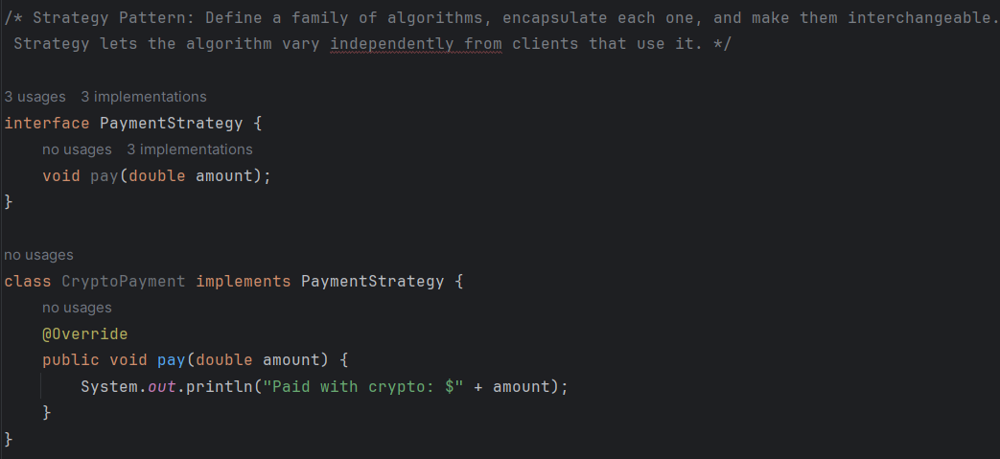 /* Strategy Pattern: Define a family of algorithms, encapsulate each one, and make them interchangeable.
Strategy lets the algorithm vary independently from clients that use it. */
3 usages   3 implementations
interface PaymentStrategy {
no usages   3 implementations
void pay(double amount);
}
no usages
class CryptoPayment implements PaymentStrategy {
no usages
@Override
public void pay(double amount) {
System.out.println("Paid with crypto: $" + amount);
}
}